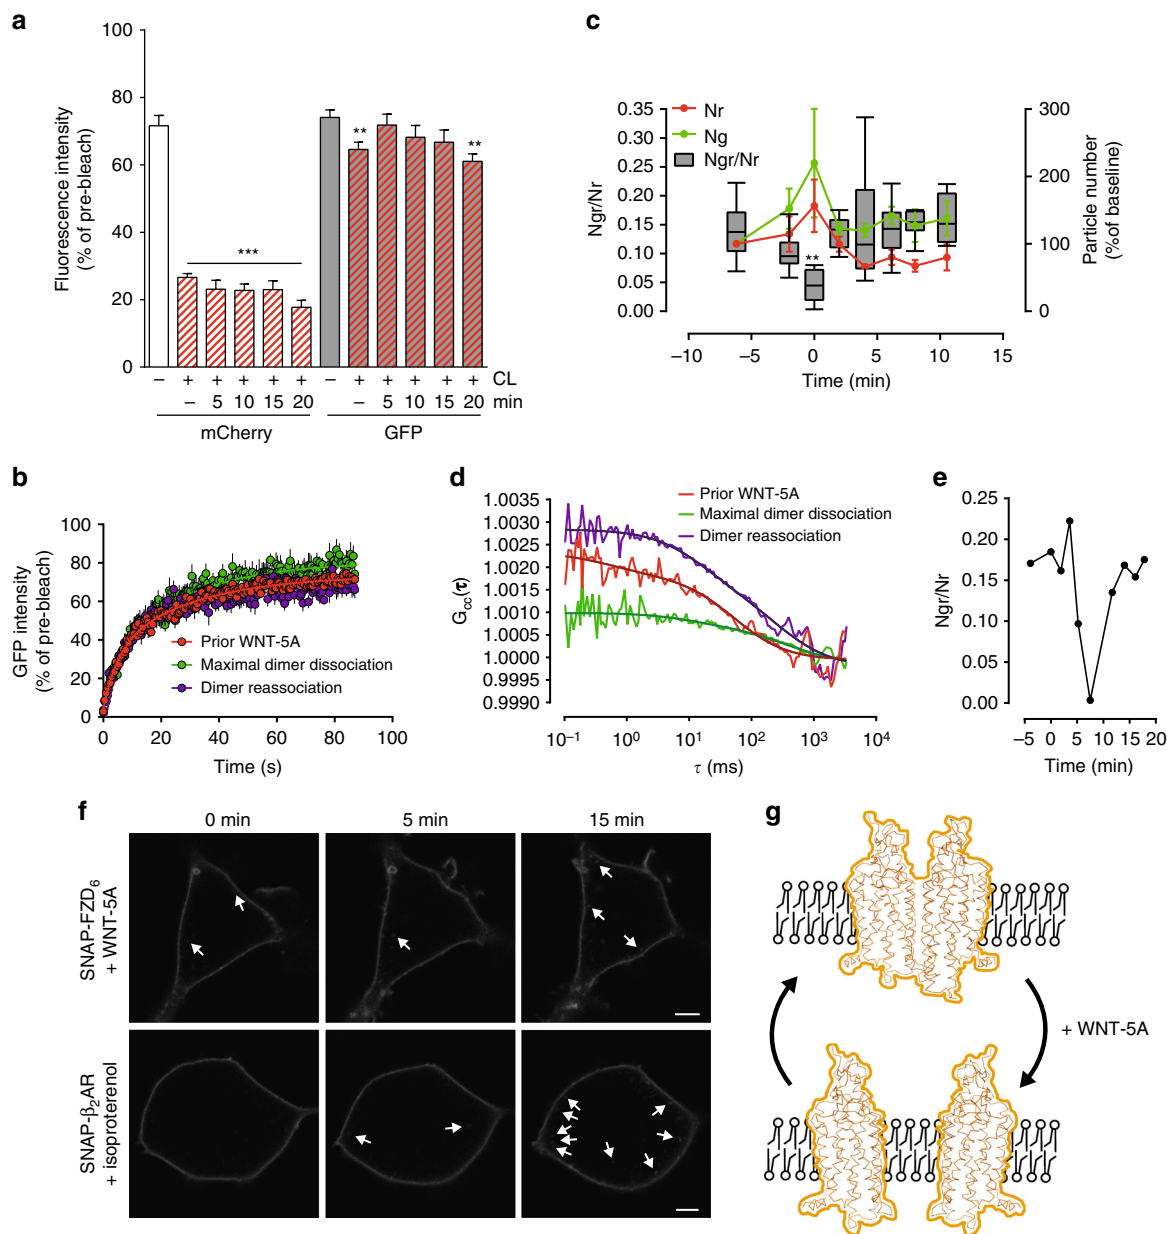 a
Fluorescence intensity
(% of pre-bleach)
100
80
60
40
20
0
***
**
**
– + + + + + – + + + + + CL
– 5 10 15 20 – 5 10 15 20 min
mCherry GFP
c
Ngr/Nr
0.35
0.30
0.25
0.20
0.15
0.10
0.05
0.00
Nr
Ng
Ngr/Nr
**
300
200
100
0
Particle number
(%of baseline)
–10 –5 0 5 10 15
Time (min)
b
GFP intensity
(% of pre-bleach)
100
80
60
40
20
0
Prior WNT-5A
Maximal dimer dissociation
Dimer reassociation
0 20 40 60 80 100
Time (s)
d
Gcc(τ)
1.0035
1.0030
1.0025
1.0020
1.0015
1.0010
1.0005
1.0000
0.9995
0.9990
Prior WNT-5A
Maximal dimer dissociation
Dimer reassociation
10⁻¹ 10⁰ 10¹ 10² 10³ 10⁴
τ (ms)
e
Ngr/Nr
0.25
0.20
0.15
0.10
0.05
0.00
–5 0 5 10 15 20
Time (min)
f
0 min 5 min 15 min
SNAP-FZD₆
+ WNT-5A
SNAP-β₂AR
+ isoproterenol
g
+ WNT-5A